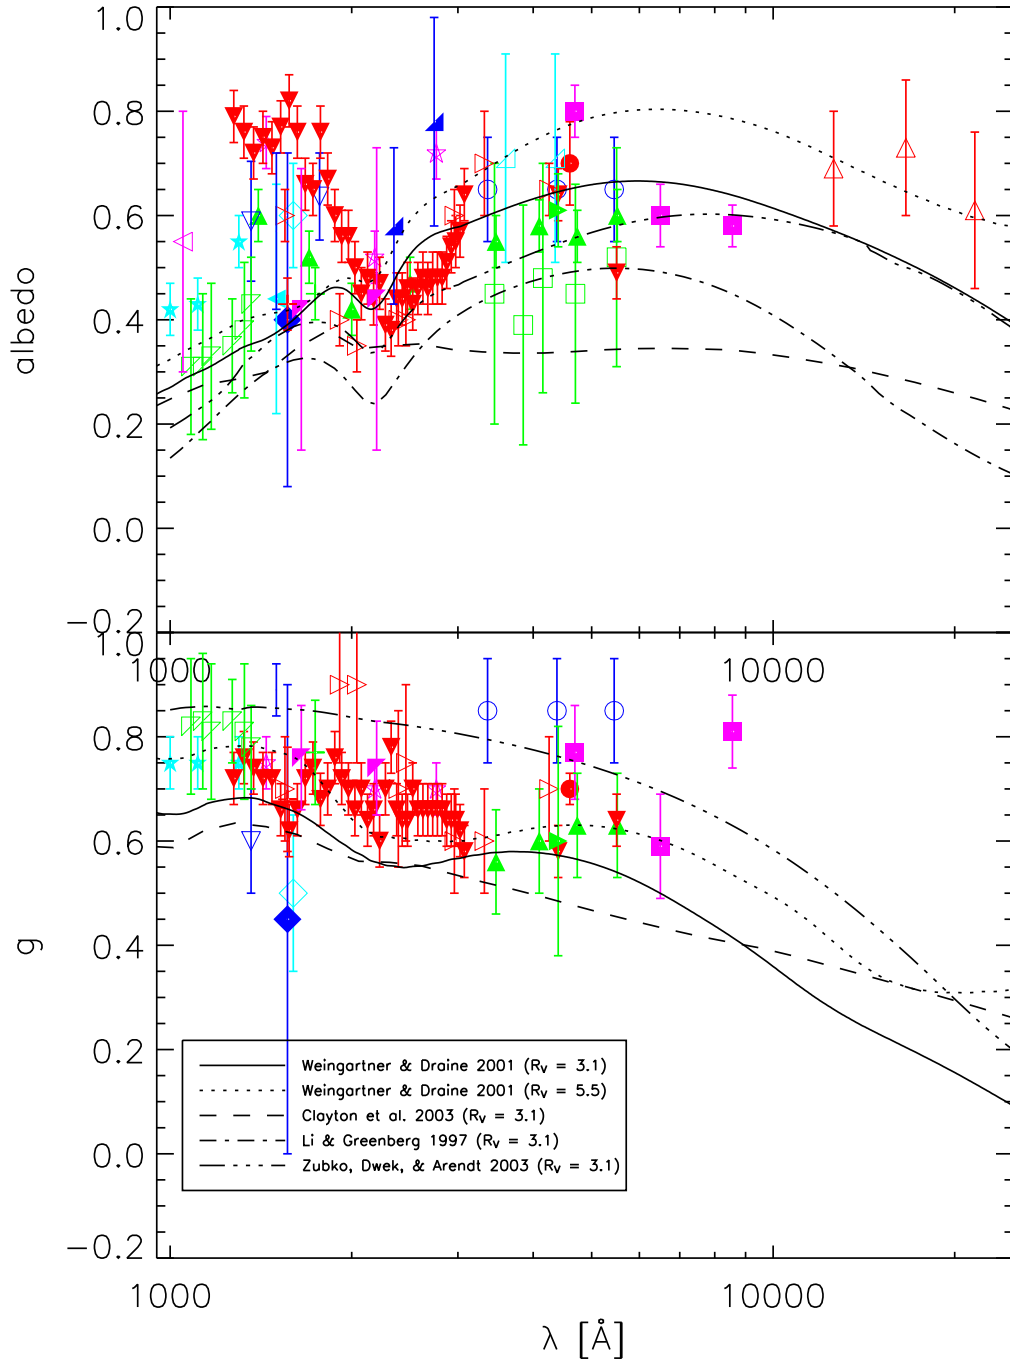 1.0
0.8
0.6
0.4
0.2
0.0
−0.2
albedo
1000
10000
1.0
0.8
0.6
0.4
0.2
0.0
−0.2
g
Weingartner & Draine 2001 (Rv = 3.1)
Weingartner & Draine 2001 (Rv = 5.5)
Clayton et al. 2003 (Rv = 3.1)
Li & Greenberg 1997 (Rv = 3.1)
Zubko, Dwek, & Arendt 2003 (Rv = 3.1)
1000
10000
λ [Å]